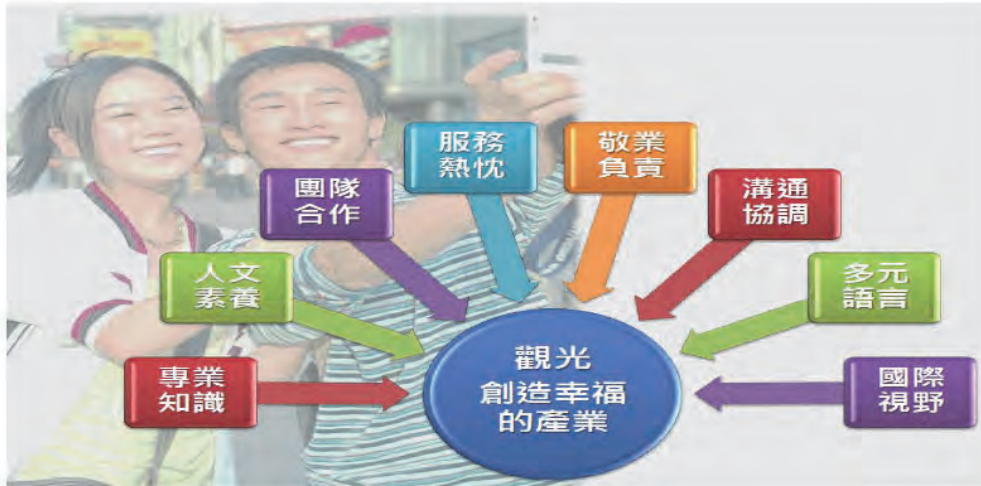 服務
熱忱
敬業
負責
團隊
合作
溝通
協調
人文
素養
多元
語言
專業
知識
國際
視野
觀光
創造幸福
的產業